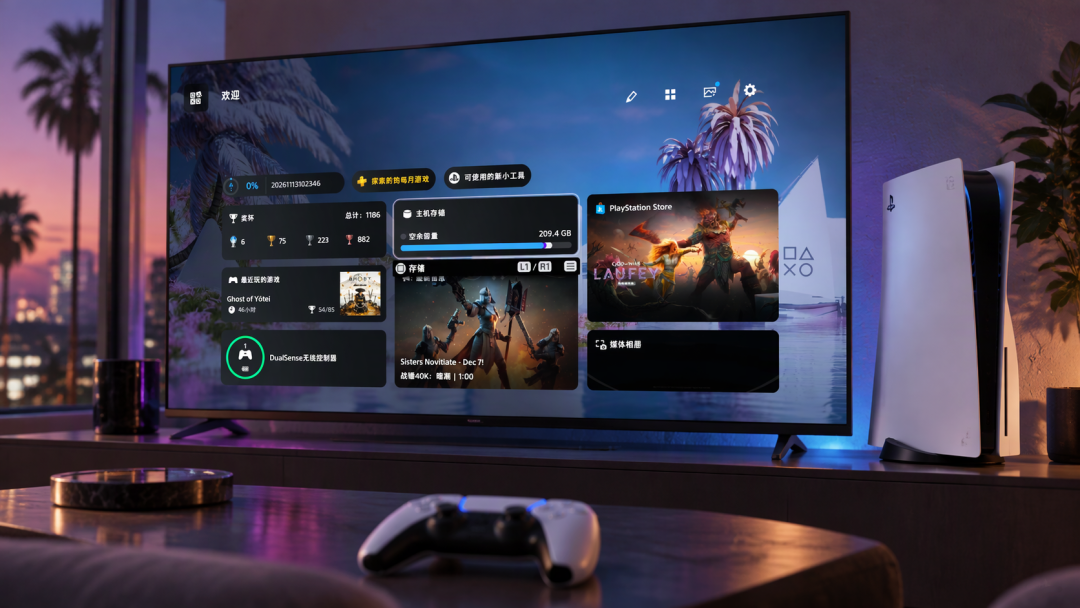 欢迎
0% 20261113102346
探索的热每月游戏
可使用的新小工具
奖杯 总计：1186
6 75 223 882
最近玩的游戏
Ghost of Yōtei
46小时 54/85
1
DualSense无线控制器
主机存储
空余容量 209.4 GB
存储 L1 / R1
Sisters Novitiate - Dec 7!
战锤40K：暗潮 | 1:00
PlayStation Store
LAUFEY
媒体相册